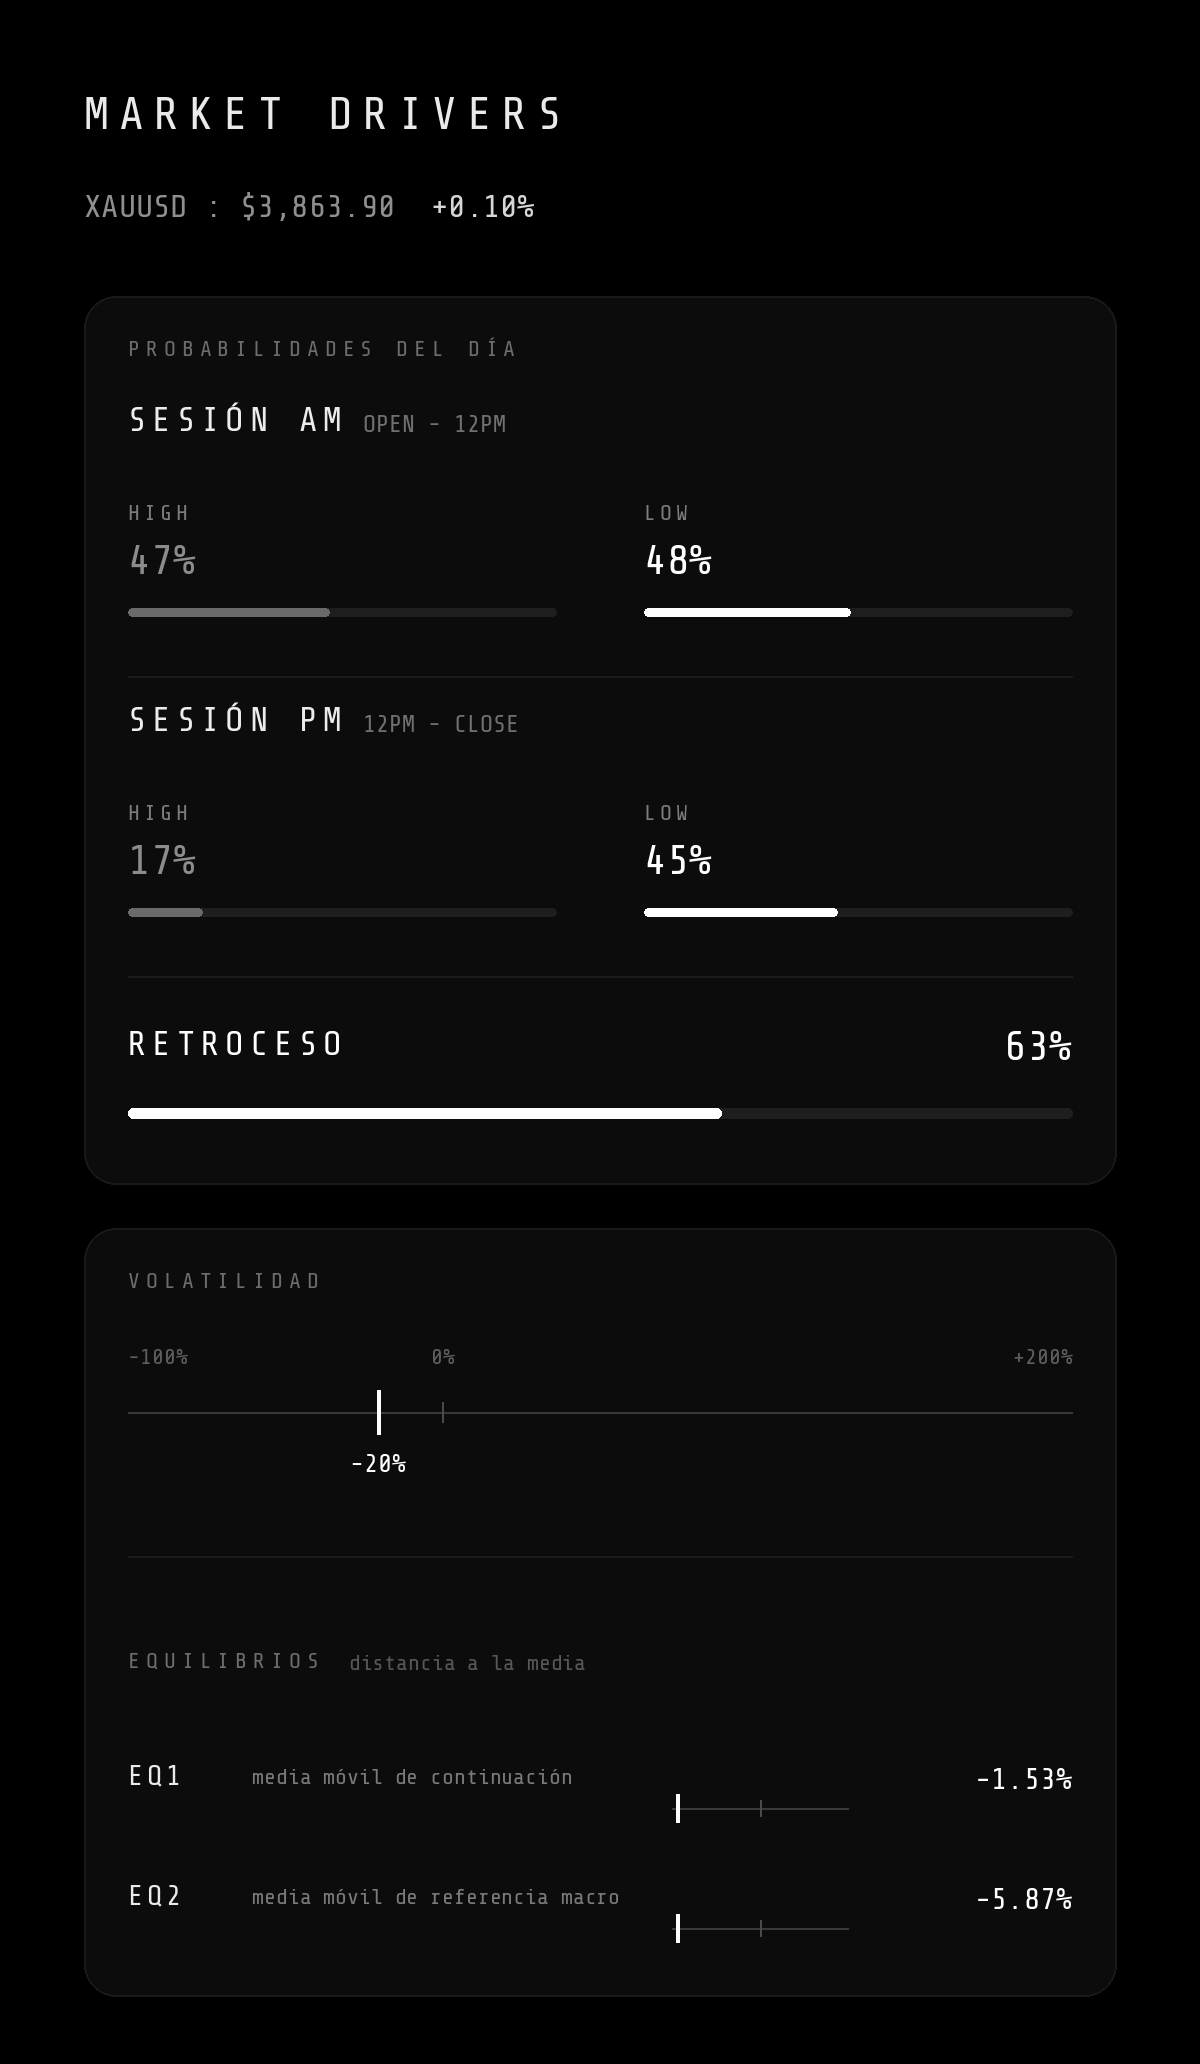 MARKET DRIVERS
XAUUSD : $3,863.90 +0.10%
PROBABILIDADES DEL DÍA
SESIÓN AM OPEN – 12PM
HIGH LOW
47% 48%
SESIÓN PM 12PM – CLOSE
HIGH LOW
17% 45%
RETROCESO 63%
VOLATILIDAD
-100% 0% +200%
-20%
EQUILIBRIOS distancia a la media
EQ1 media móvil de continuación -1.53%
EQ2 media móvil de referencia macro -5.87%